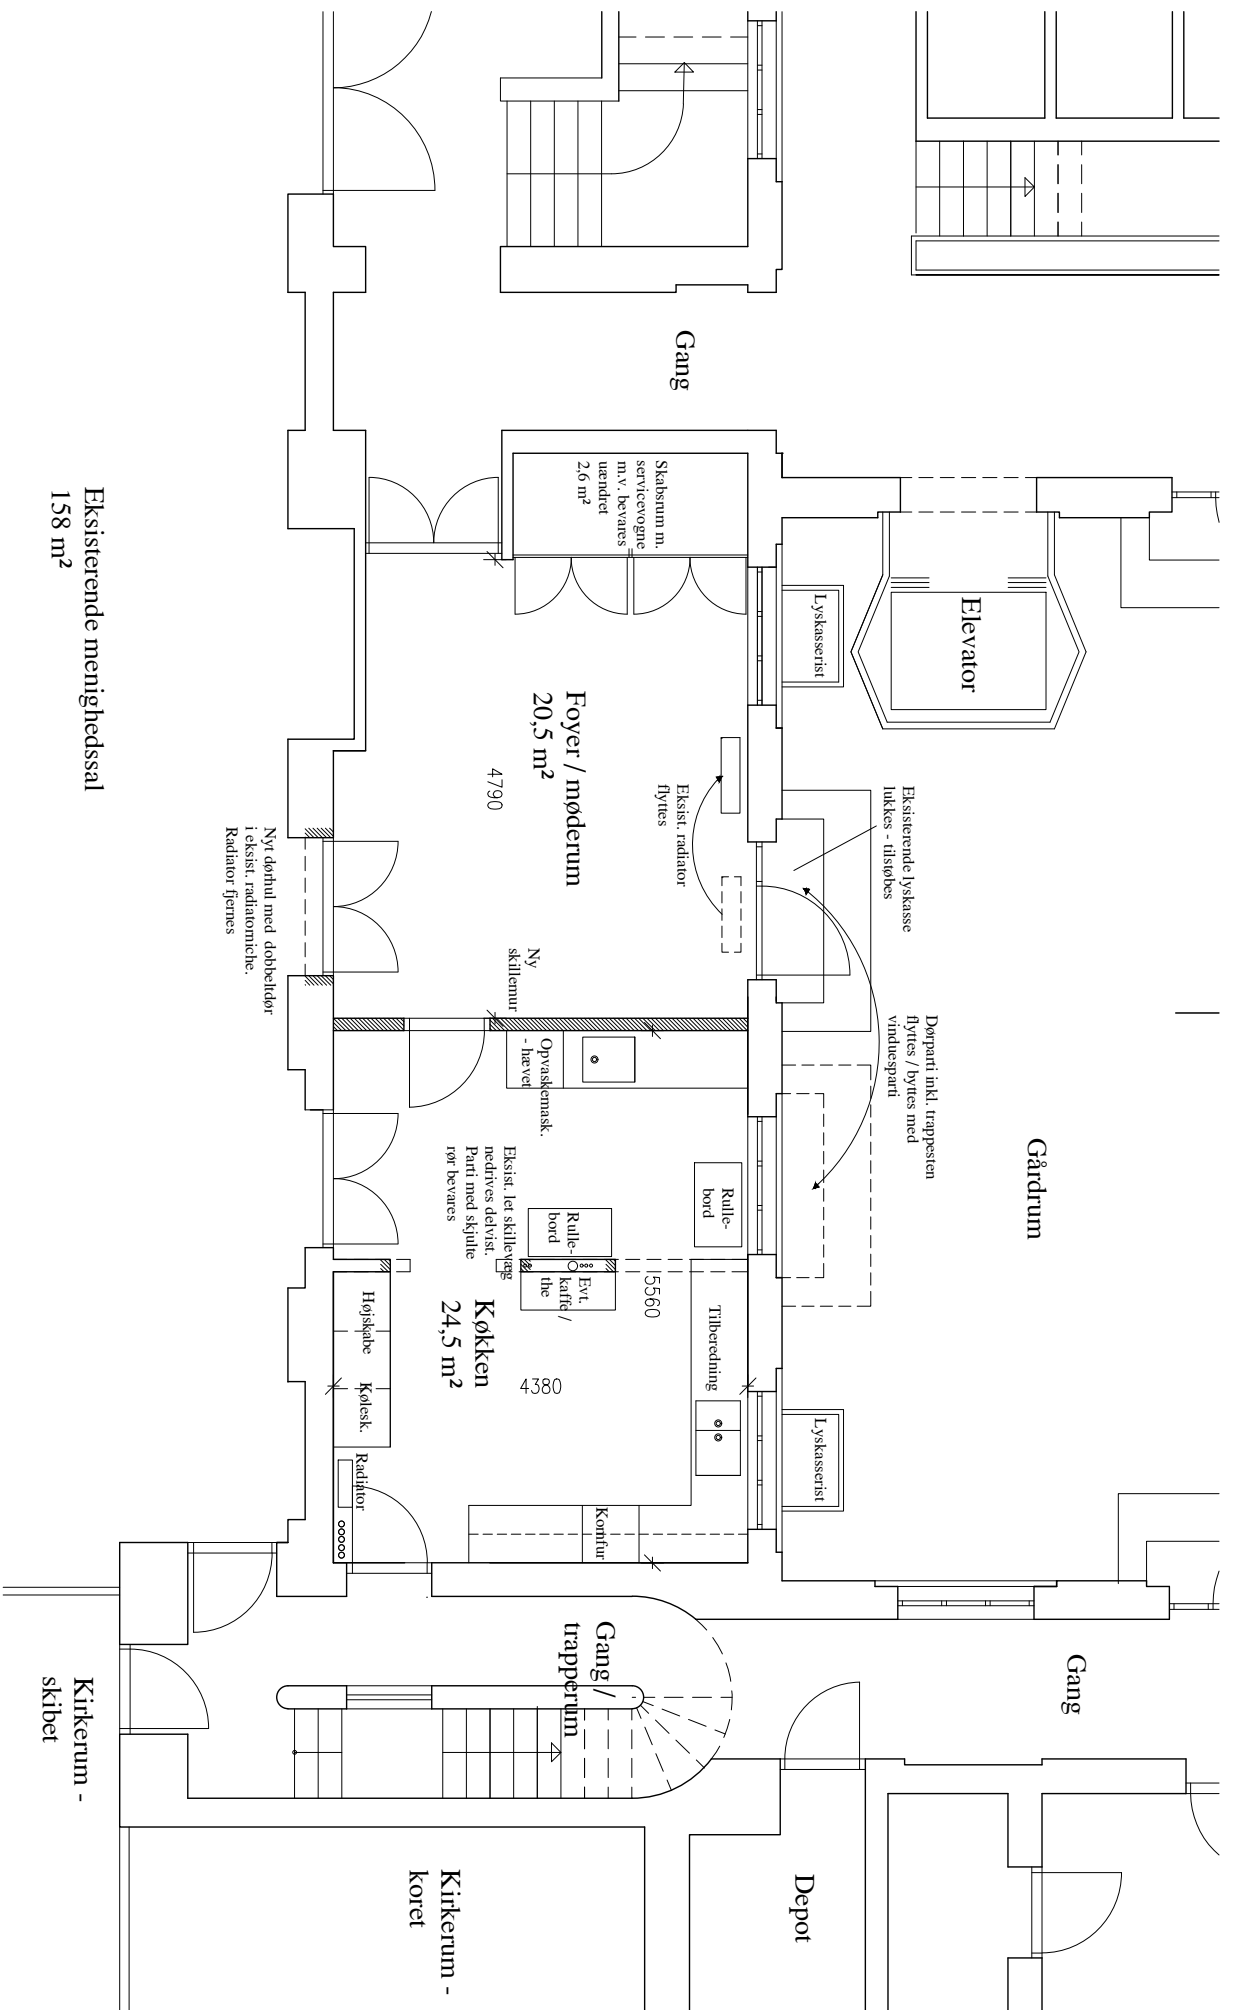 Gang
Skabsrum m.
servicevogne
m.v. bevares
uændret
2,6 m²
Elevator
Lyskasserist
Eksisterende menighedssal
158 m²
Foyer / møderum
20,5 m²
4790
Eksist. radiator
flyttes
Eksisterende lyskasse
lukkes - tilstøbes
Nyt dørhul med dobbeltdør
i eksist. radiatorniche.
Radiator fjernes
Ny
skillemur
Dørparti inkl. trappesten
flyttes / byttes med
vinduesparti
Gårdrum
Opvaskemask.
- hævet
Eksist. let skillevæg
nedrives delvist.
Parti med skjulte
rør bevares
Rulle-
bord
Rulle-
bord
Evt.
kaffe /
the
5560
Køkken
24,5 m²
4380
Tilberedning
Højskabe
Kølesk.
Radiator
Komfur
Lyskasserist
Gang /
trapperum
Gang
Kirkerum -
skibet
Kirkerum -
koret
Depot